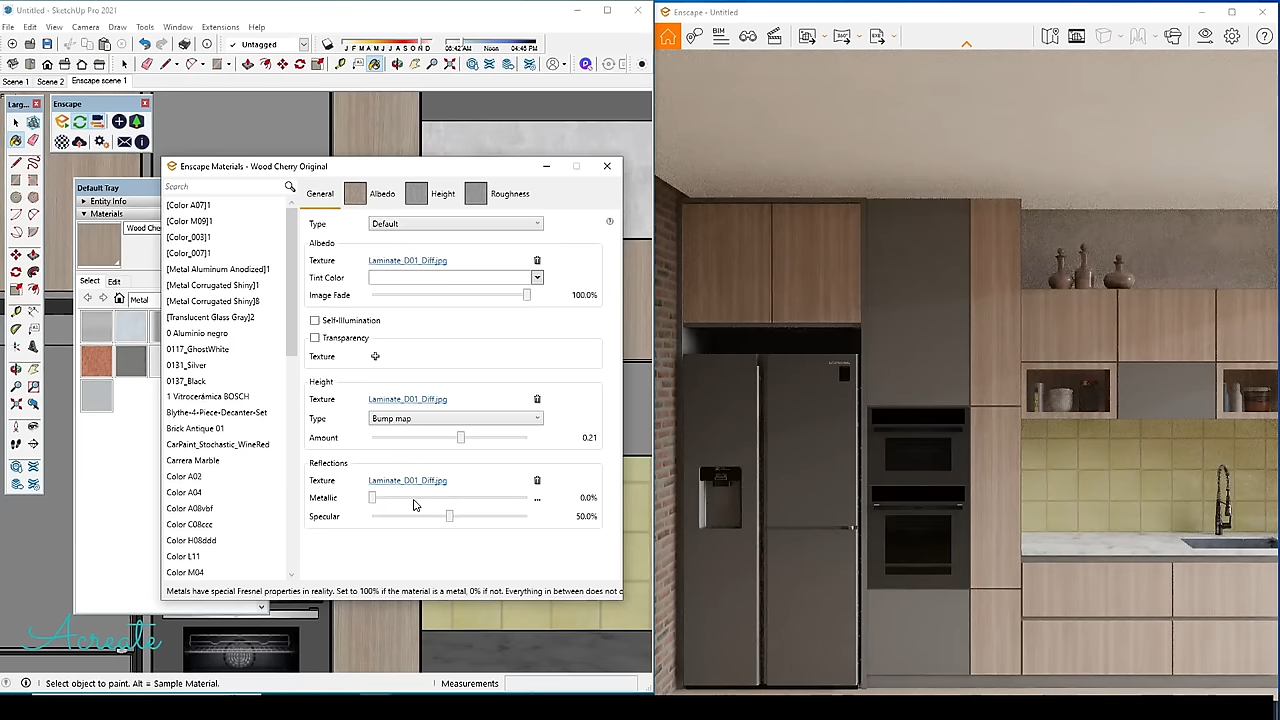 Untitled - SketchUp Pro 2021
File Edit View Camera Draw Tools Window Extensions Help
Untagged
J F M A M J J A S O N D
06:42 AM Noon 04:46 PM
Scene 1 Scene 2 Enscape scene 1
Larg...
Enscape
Default Tray
Entity Info
Materials
Wood Che
Select Edit
Metal
Enscape Materials - Wood Cherry Original
Search
[Color A07]1
[Color M09]1
[Color_003]1
[Color_007]1
[Metal Aluminum Anodized]1
[Metal Corrugated Shiny]1
[Metal Corrugated Shiny]8
[Translucent Glass Gray]2
0 Aluminio negro
0117_GhostWhite
0131_Silver
0137_Black
1 Vitrocerámica BOSCH
Blythe-4-Piece-Decanter-Set
Brick Antique 01
CarPaint_Stochastic_WineRed
Carrera Marble
Color A02
Color A04
Color A08vbf
Color C08ccc
Color H08ddd
Color L11
Color M04
General Albedo Height Roughness
Type Default
Albedo
Texture Laminate_D01_Diff.jpg
Tint Color
Image Fade 100.0%
Self-Illumination
Transparency
Texture
Height
Texture Laminate_D01_Diff.jpg
Type Bump map
Amount 0.21
Reflections
Texture Laminate_D01_Diff.jpg
Metallic ... 0.0%
Specular 50.0%
Metals have special Fresnel properties in reality. Set to 100% if the material is a metal, 0% if not. Everything in between does not o
Acreate
Select object to paint. Alt = Sample Material.
Measurements
Enscape - Untitled
BIM